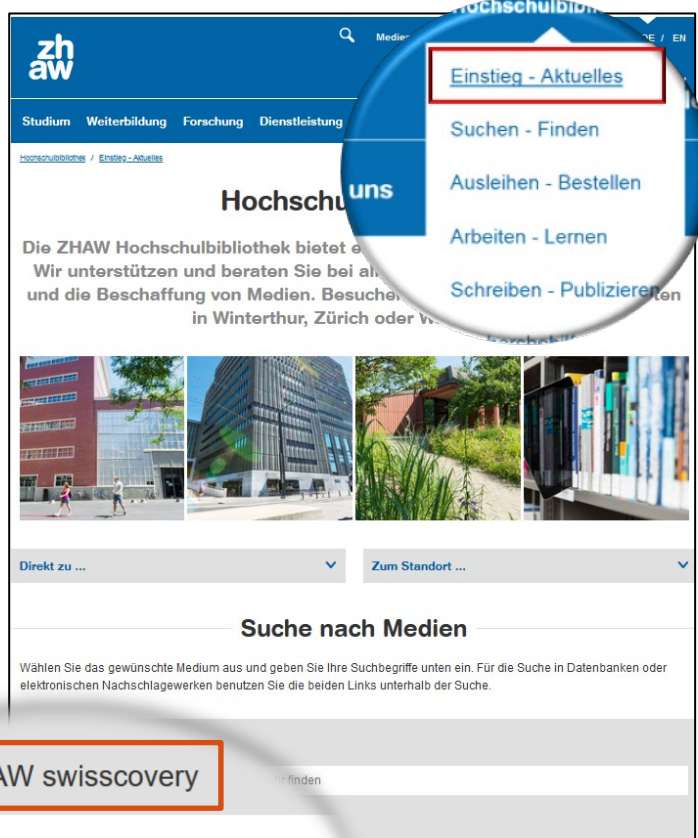 zh
aw
Medien
DE / EN
Studium Weiterbildung Forschung Dienstleistung
uns
Einstieg - Aktuelles
Suchen - Finden
Ausleihen - Bestellen
Arbeiten - Lernen
Schreiben - Publizieren
Hochschulbibliothek / Einstieg - Aktuelles
Hochschu
Die ZHAW Hochschulbibliothek bietet
Wir unterstützen und beraten Sie bei
und die Beschaffung von Medien. Besuchen
in Winterthur, Zürich oder
Direkt zu ...
Zum Standort ...
Suche nach Medien
Wählen Sie das gewünschte Medium aus und geben Sie Ihre Suchbegriffe unten ein. Für die Suche in Datenbanken oder
elektronischen Nachschlagewerken benutzen Sie die beiden Links unterhalb der Suche.
AW swisscovery
finden